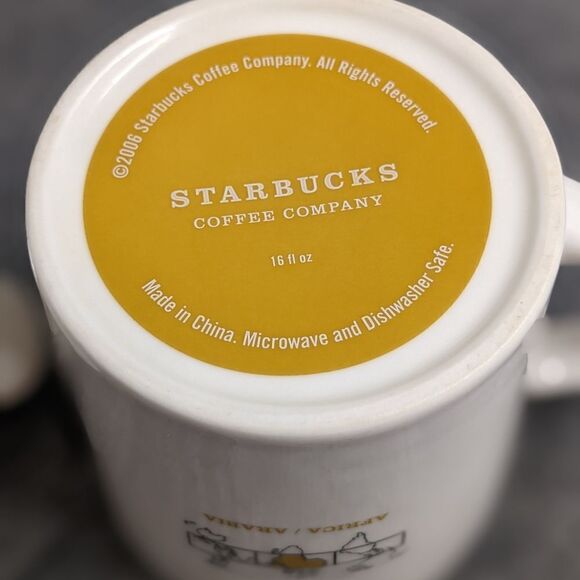 ©2006 Starbucks Coffee Company. All Rights Reserved.
STARBUCKS
COFFEE COMPANY
16 fl oz
Made in China. Microwave and Dishwasher Safe.
AFRICA / ARABIA